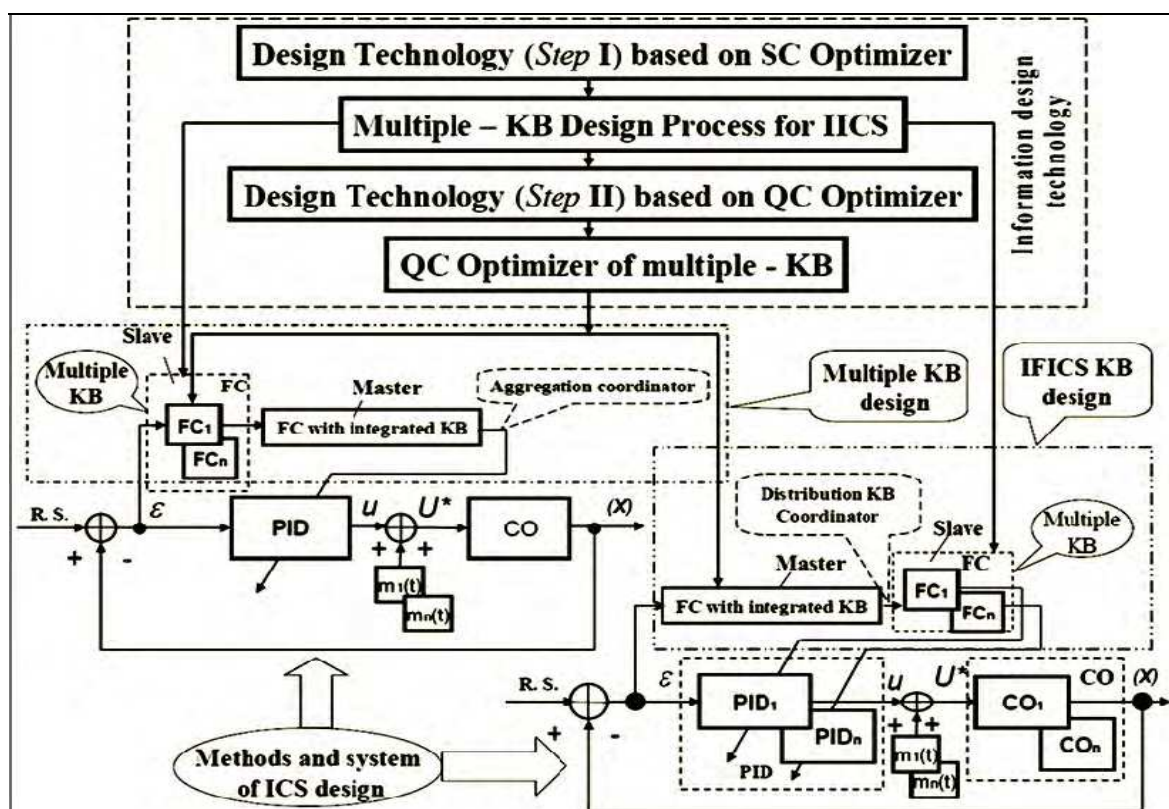 Design Technology (Step I) based on SC Optimizer
Multiple – KB Design Process for IICS
Design Technology (Step II) based on QC Optimizer
QC Optimizer of multiple - KB
Information design
technology
Slave
Multiple
KB
FC
FC1
FCn
Master
FC with integrated KB
Aggregation coordinator
Multiple KB
design
IFICS KB
design
R. S.
+
-
ε
PID
u
+
+
U*
CO
(X)
m1(t)
mn(t)
Distribution KB
Coordinator
Master
FC with integrated KB
Slave
FC
FC1
FCn
Multiple
KB
R. S.
+
-
ε
PID1
PIDn
PID
u
+
+
U*
m1(t)
mn(t)
CO
CO1
COn
(X)
Methods and system
of ICS design